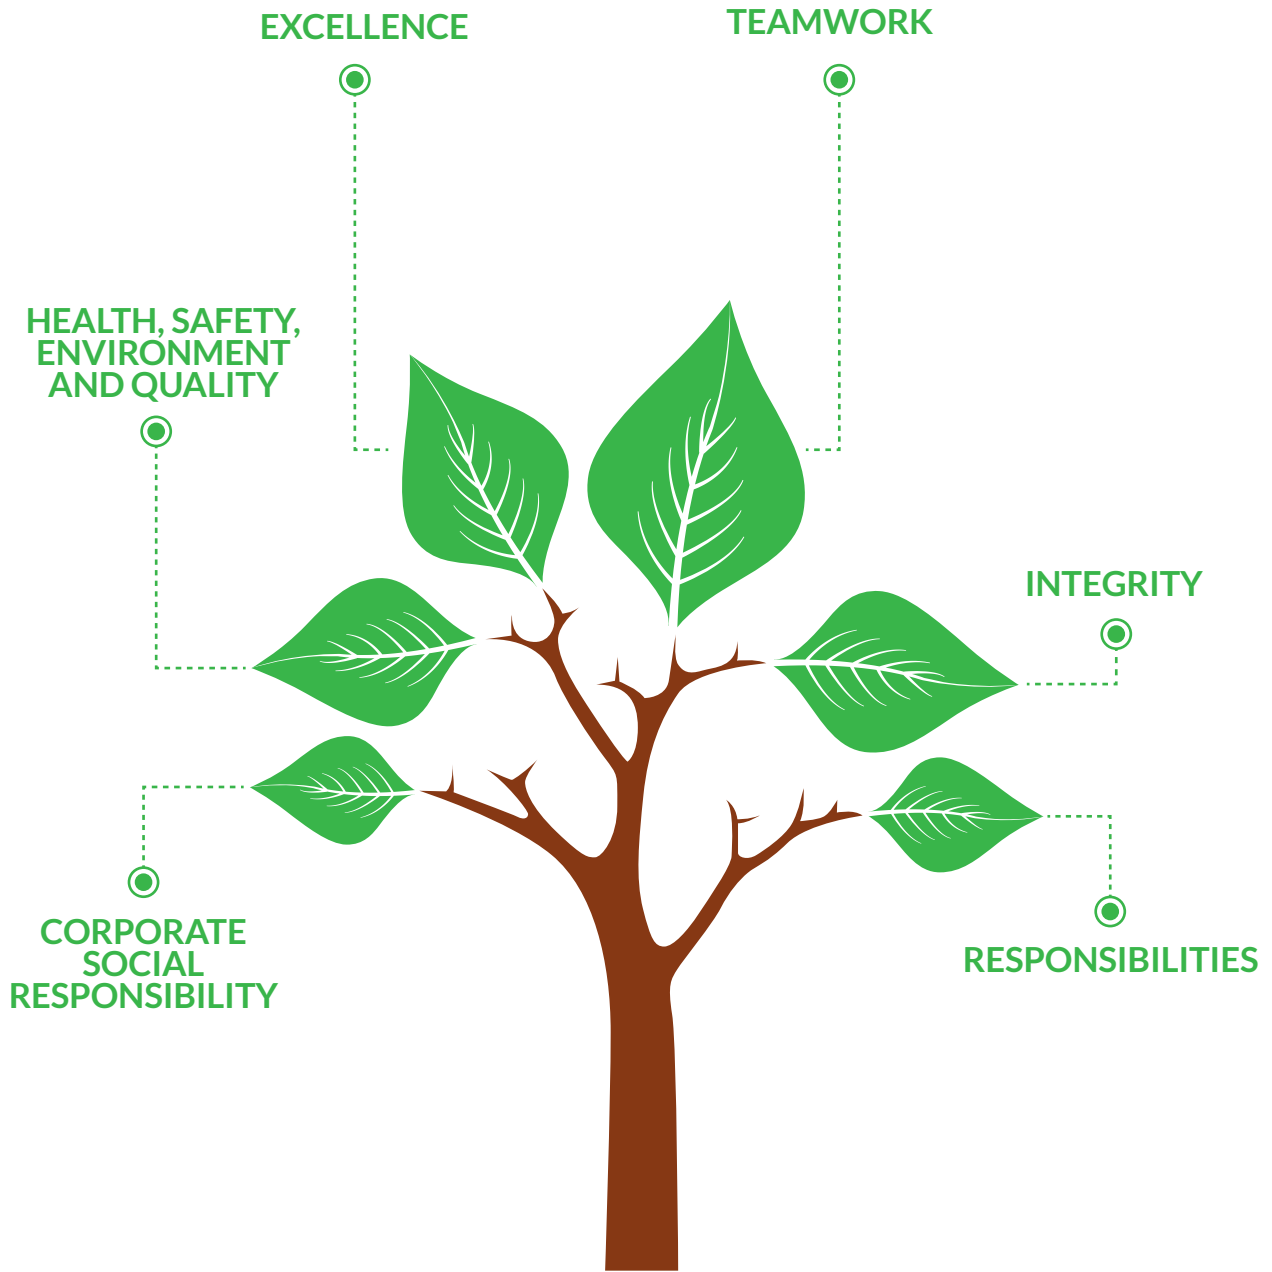 EXCELLENCE
TEAMWORK
HEALTH, SAFETY,
ENVIRONMENT
AND QUALITY
INTEGRITY
CORPORATE
SOCIAL
RESPONSIBILITY
RESPONSIBILITIES